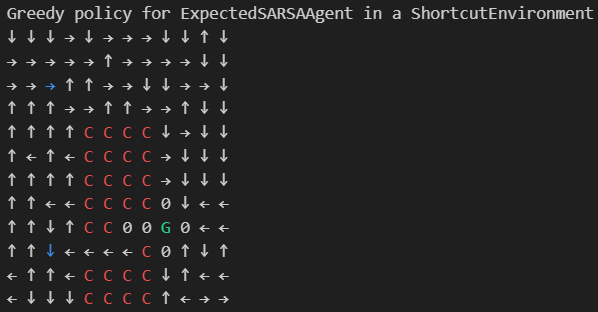 Greedy policy for ExpectedSARSAAgent in a ShortcutEnvironment
↓ ↓ ↓ → ↓ → → → ↓ ↓ ↑ ↓
→ → → → → ↑ → → → → ↓ ↓
→ → → ↑ ↑ → → ↓ ↓ → → ↓
↑ ↑ ↑ → → ↑ ↑ → → ↑ ↓ ↓
↑ ↑ ↑ ↑ C C C C ↓ → ↓ ↓
↑ ← ↑ ← C C C C → ↓ ↓ ↓
↑ ↑ ↑ ↑ C C C C → ↓ ↓ ↓
↑ ↑ ← ← C C C C 0 ↓ ← ←
↑ ↑ ↓ ↑ C C 0 0 G 0 ← ←
↑ ↑ ↓ ← ← ← ← C 0 ↑ ↓ ↑
← ↑ ↑ ← C C C C ↓ ↑ ← ←
← ↓ ↓ ↓ C C C C ↑ ← → →